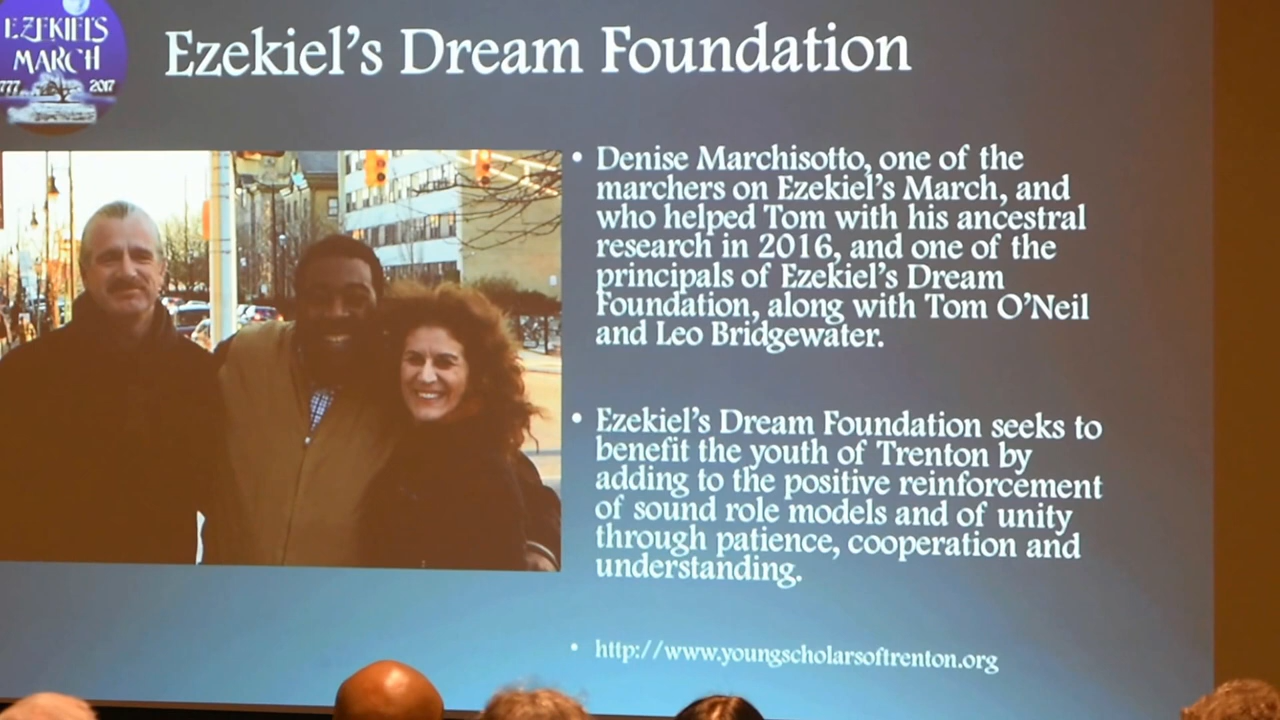 EZEKIEL'S
MARCH
777 2017
Ezekiel's Dream Foundation
• Denise Marchisotto, one of the
marchers on Ezekiel's March, and
who helped Tom with his ancestral
research in 2016, and one of the
principals of Ezekiel's Dream
Foundation, along with Tom O'Neil
and Leo Bridgewater.
• Ezekiel's Dream Foundation seeks to
benefit the youth of Trenton by
adding to the positive reinforcement
of sound role models and of unity
through patience, cooperation and
understanding.
• http://www.youngscholarsoftrenton.org